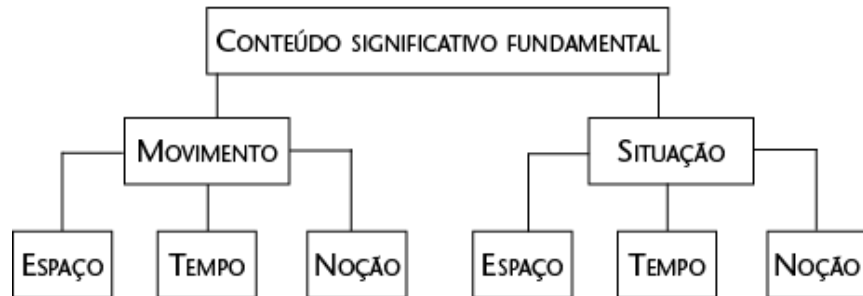 CONTEÚDO SIGNIFICATIVO FUNDAMENTAL
MOVIMENTO
SITUAÇÃO
ESPAÇO
TEMPO
NOÇÃO
ESPAÇO
TEMPO
NOÇÃO